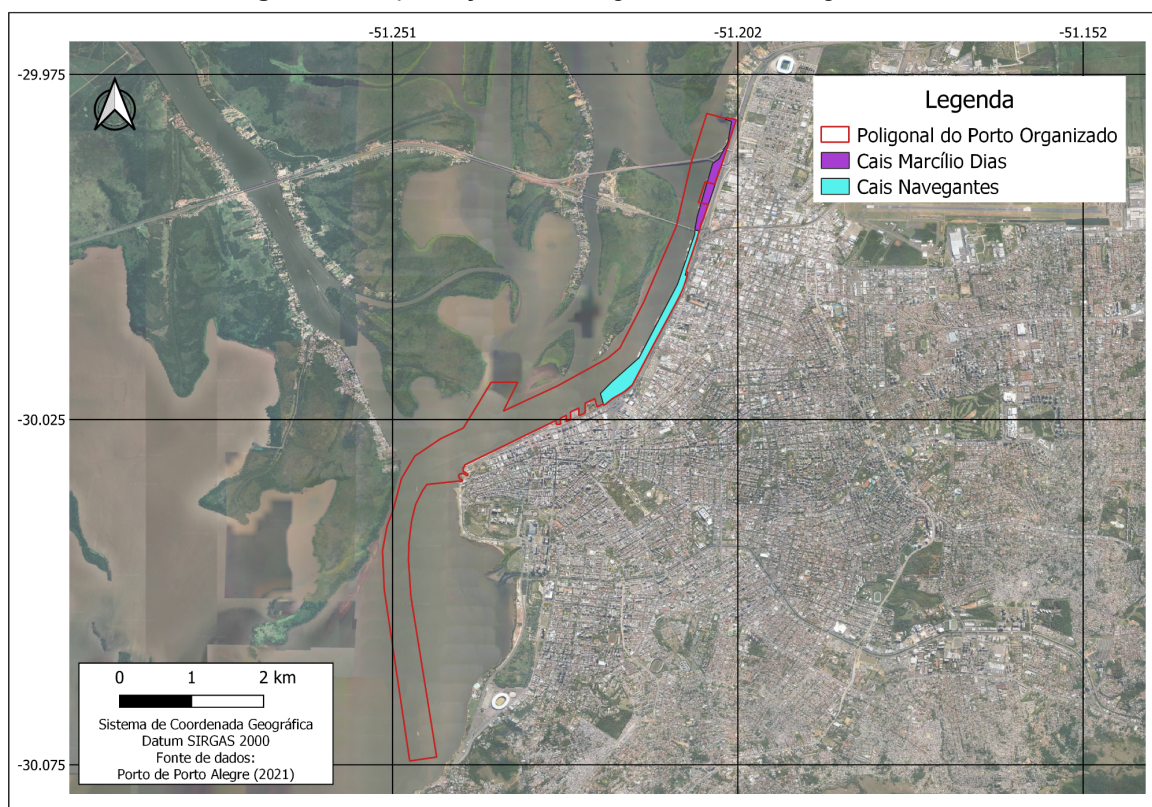 -51.251
-51.202
-51.152
-29.975
-30.025
-30.075
Legenda
Poligonal do Porto Organizado
Cais Marcílio Dias
Cais Navegantes
0 1 2 km
Sistema de Coordenada Geográfica
Datum SIRGAS 2000
Fonte de dados:
Porto de Porto Alegre (2021)